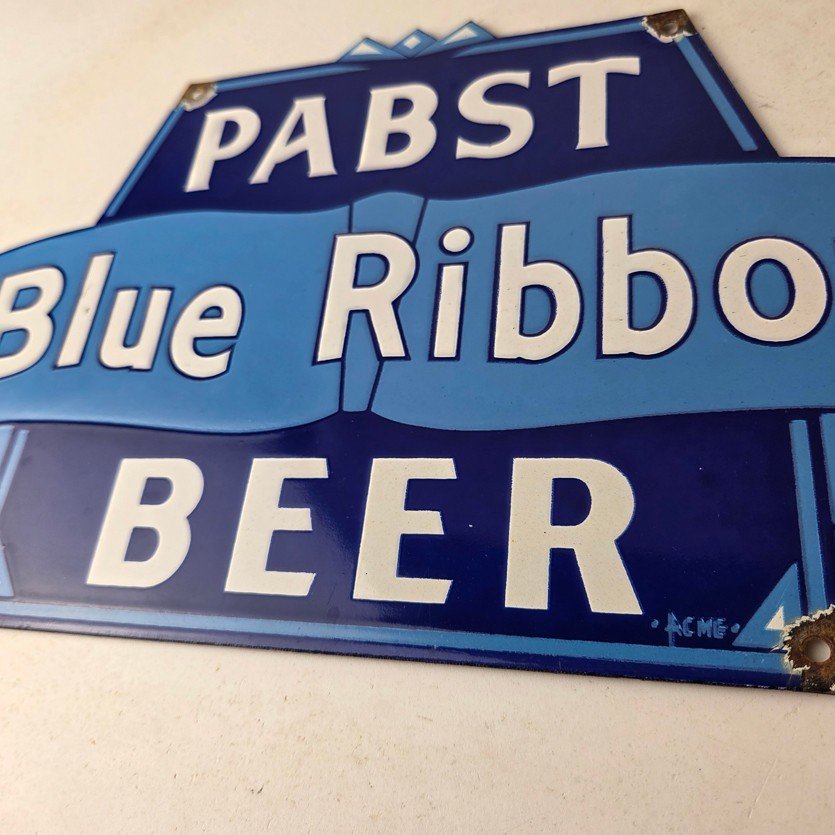 PABST
Blue Ribbo
BEER
·ACME·